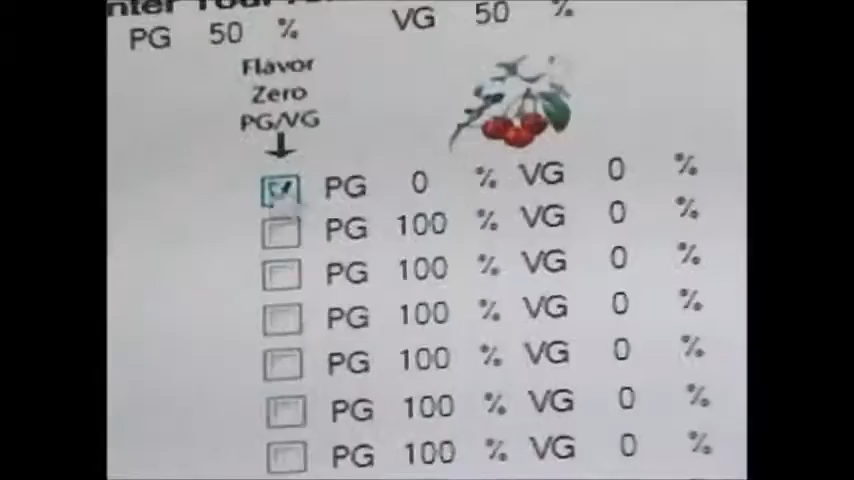 PG 50 % VG 50 %
Flavor
Zero
PG/VG
PG 0 % VG 0 %
PG 100 % VG 0 %
PG 100 % VG 0 %
PG 100 % VG 0 %
PG 100 % VG 0 %
PG 100 % VG 0 %
PG 100 % VG 0 %